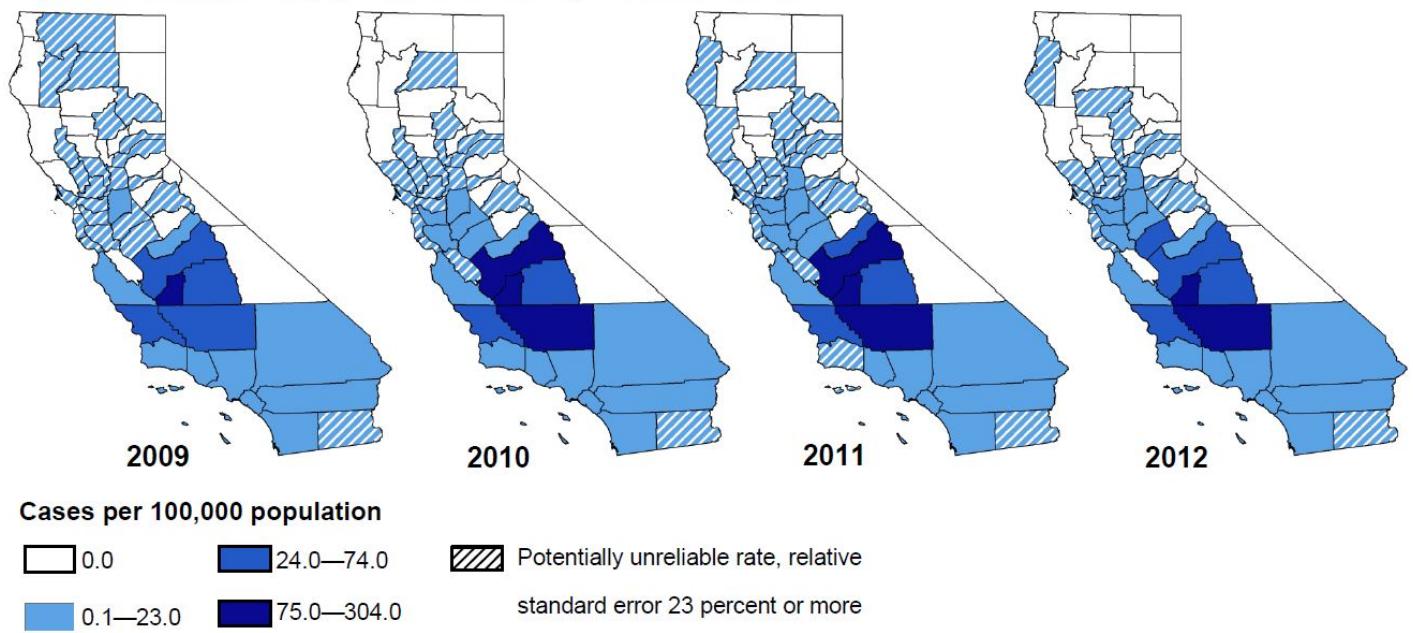 2009 2010 2011 2012
Cases per 100,000 population
0.0 24.0—74.0 Potentially unreliable rate, relative
0.1—23.0 75.0—304.0 standard error 23 percent or more